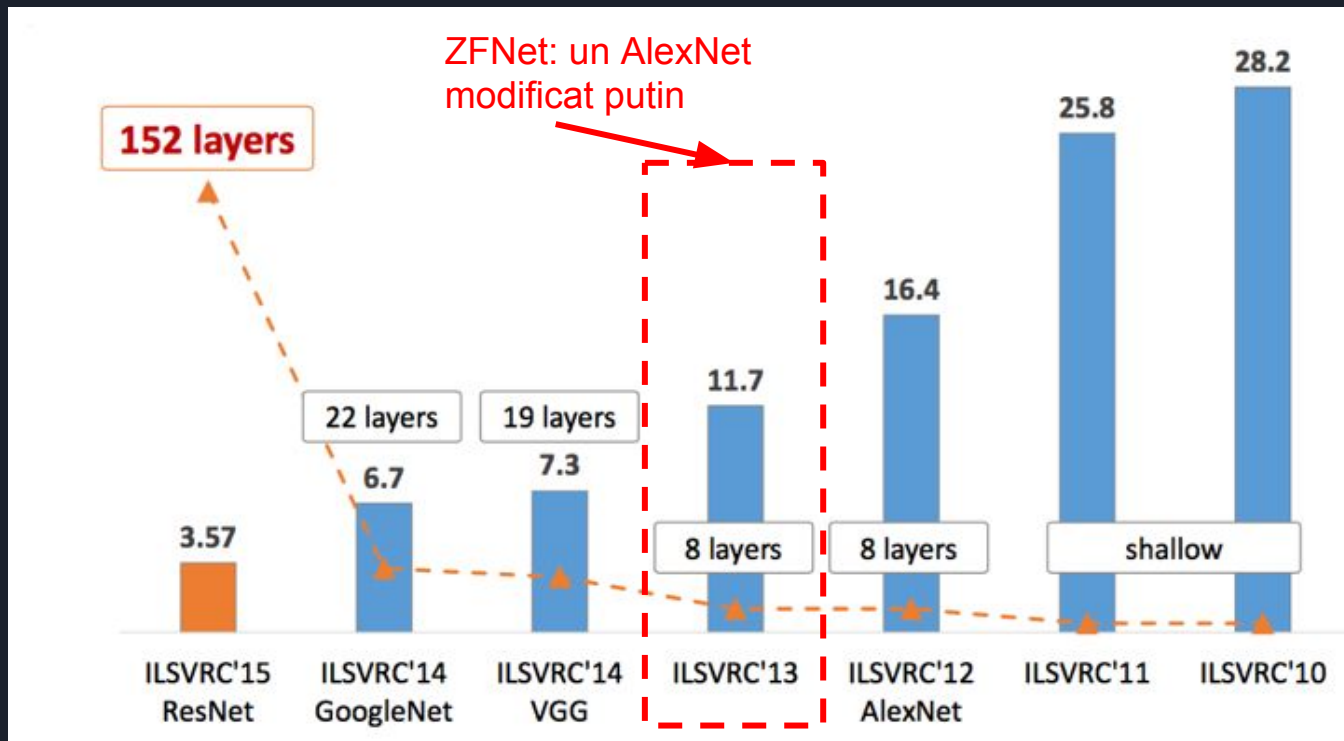 ZFNet: un AlexNet
modificat putin
152 layers
28.2
25.8
16.4
11.7
22 layers
19 layers
6.7
7.3
3.57
8 layers
8 layers
shallow
ILSVRC'15
ResNet
ILSVRC'14
GoogleNet
ILSVRC'14
VGG
ILSVRC'13
ILSVRC'12
AlexNet
ILSVRC'11
ILSVRC'10